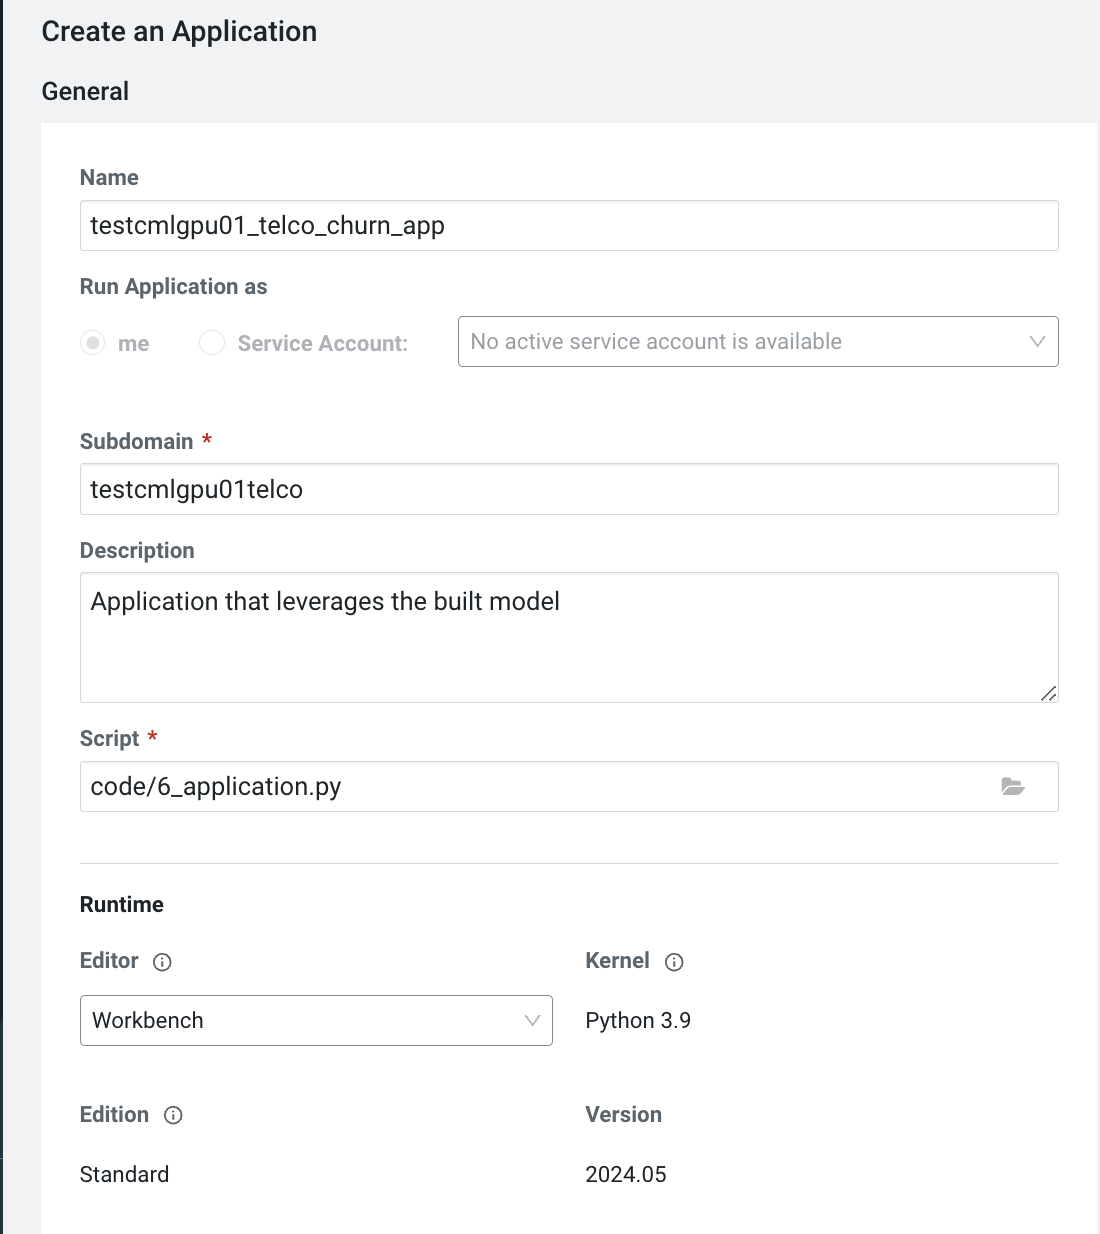 Create an Application
General
Name
testcmlgpu01_telco_churn_app
Run Application as
me Service Account: No active service account is available
Subdomain *
testcmlgpu01telco
Description
Application that leverages the built model
Script *
code/6_application.py
Runtime
Editor Kernel
Workbench Python 3.9
Edition Version
Standard 2024.05